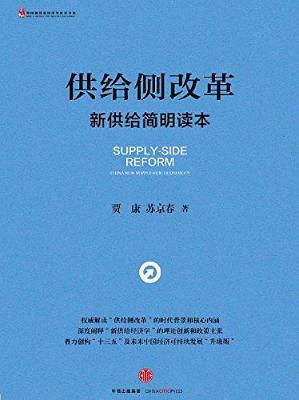 供给侧改革
新供给简明读本
SUPPLY-SIDE
REFORM
贾 康 苏京春 著
权威解读“供给侧改革”的时代背景和核心内涵
深度阐释“新供给经济学”的理论创新和政策主张
着力创构“十三五”及未来中国经济可持续发展“升级版”
中信出版集团